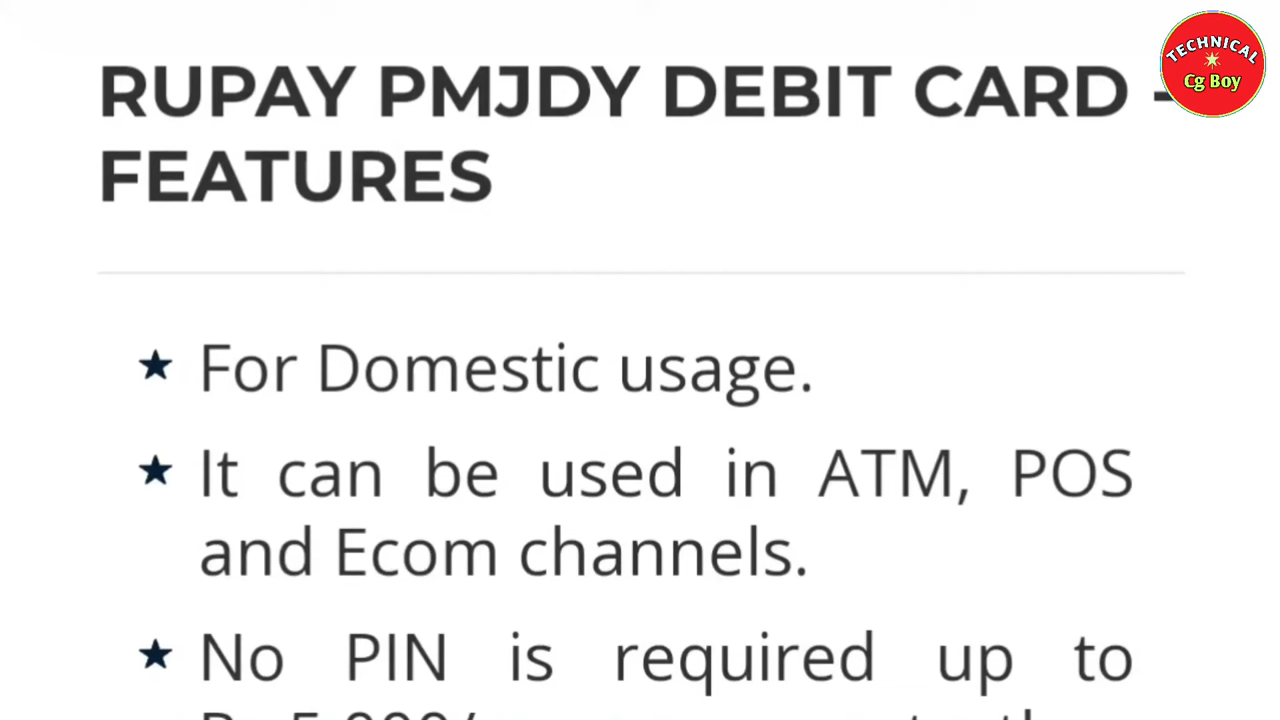 RUPAY PMJDY DEBIT CARD -
FEATURES
TECHNICAL
Cg Boy
★ For Domestic usage.
★ It can be used in ATM, POS
and Ecom channels.
★ No PIN is required up to